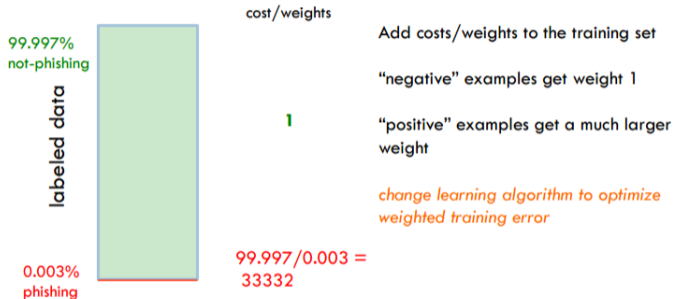 99.997%
not-phishing
labeled data
0.003%
phishing
cost/weights
1
99.997/0.003 =
33332
Add costs/weights to the training set
“negative” examples get weight 1
“positive” examples get a much larger
weight
change learning algorithm to optimize
weighted training error